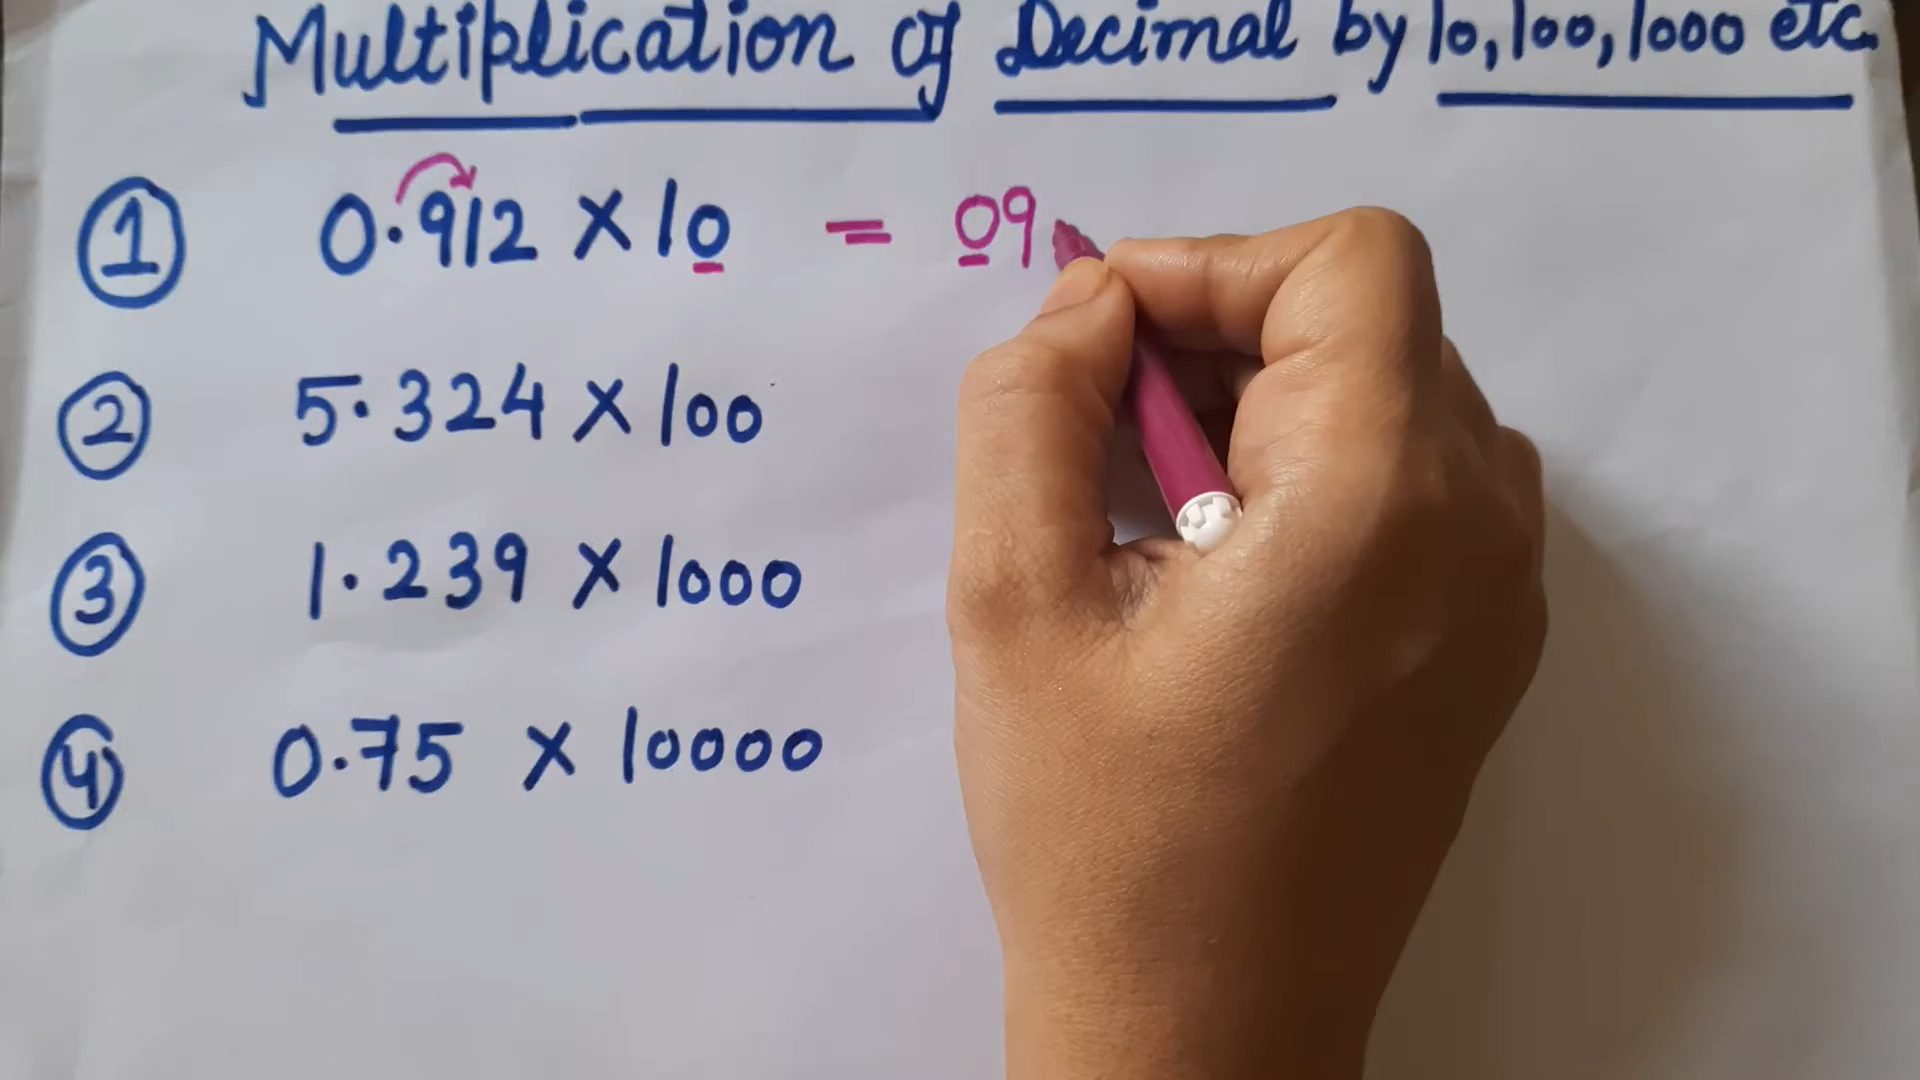 Multiplication of Decimal by 10,100,1000 etc.
① 0.912 × 10 = 09
② 5.324 × 100
③ 1.239 × 1000
④ 0.75 × 10000